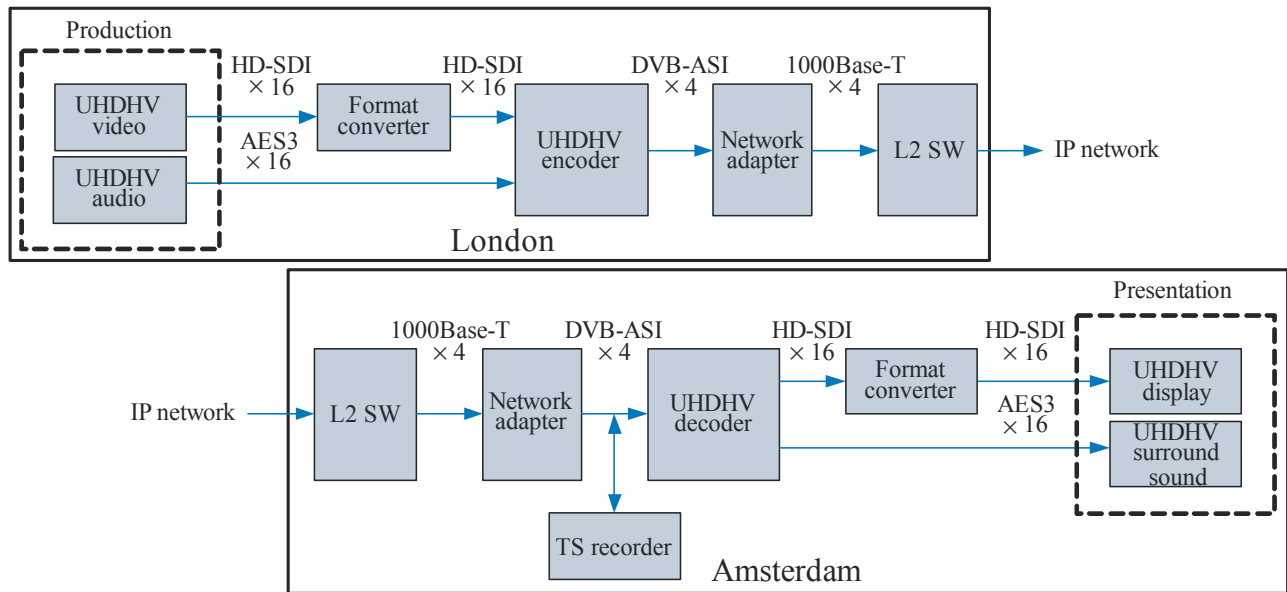 Production
HD-SDI
× 16
HD-SDI
× 16
DVB-ASI
× 4
1000Base-T
× 4
UHDHV
video
Format
converter
AES3
× 16
UHDHV
audio
UHDHV
encoder
Network
adapter
L2 SW
IP network
London
Presentation
1000Base-T
× 4
DVB-ASI
× 4
HD-SDI
× 16
HD-SDI
× 16
IP network
L2 SW
Network
adapter
UHDHV
decoder
Format
converter
UHDHV
display
AES3
× 16
UHDHV
surround
sound
TS recorder
Amsterdam